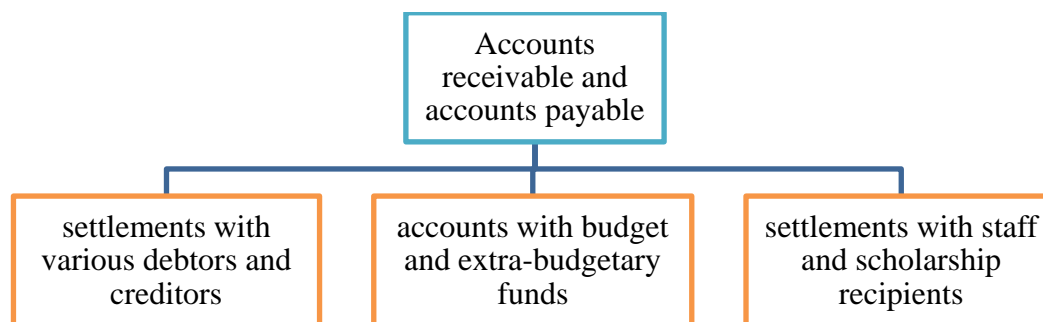 Accounts
receivable and
accounts payable
settlements with
various debtors and
creditors
accounts with budget
and extra-budgetary
funds
settlements with staff
and scholarship
recipients